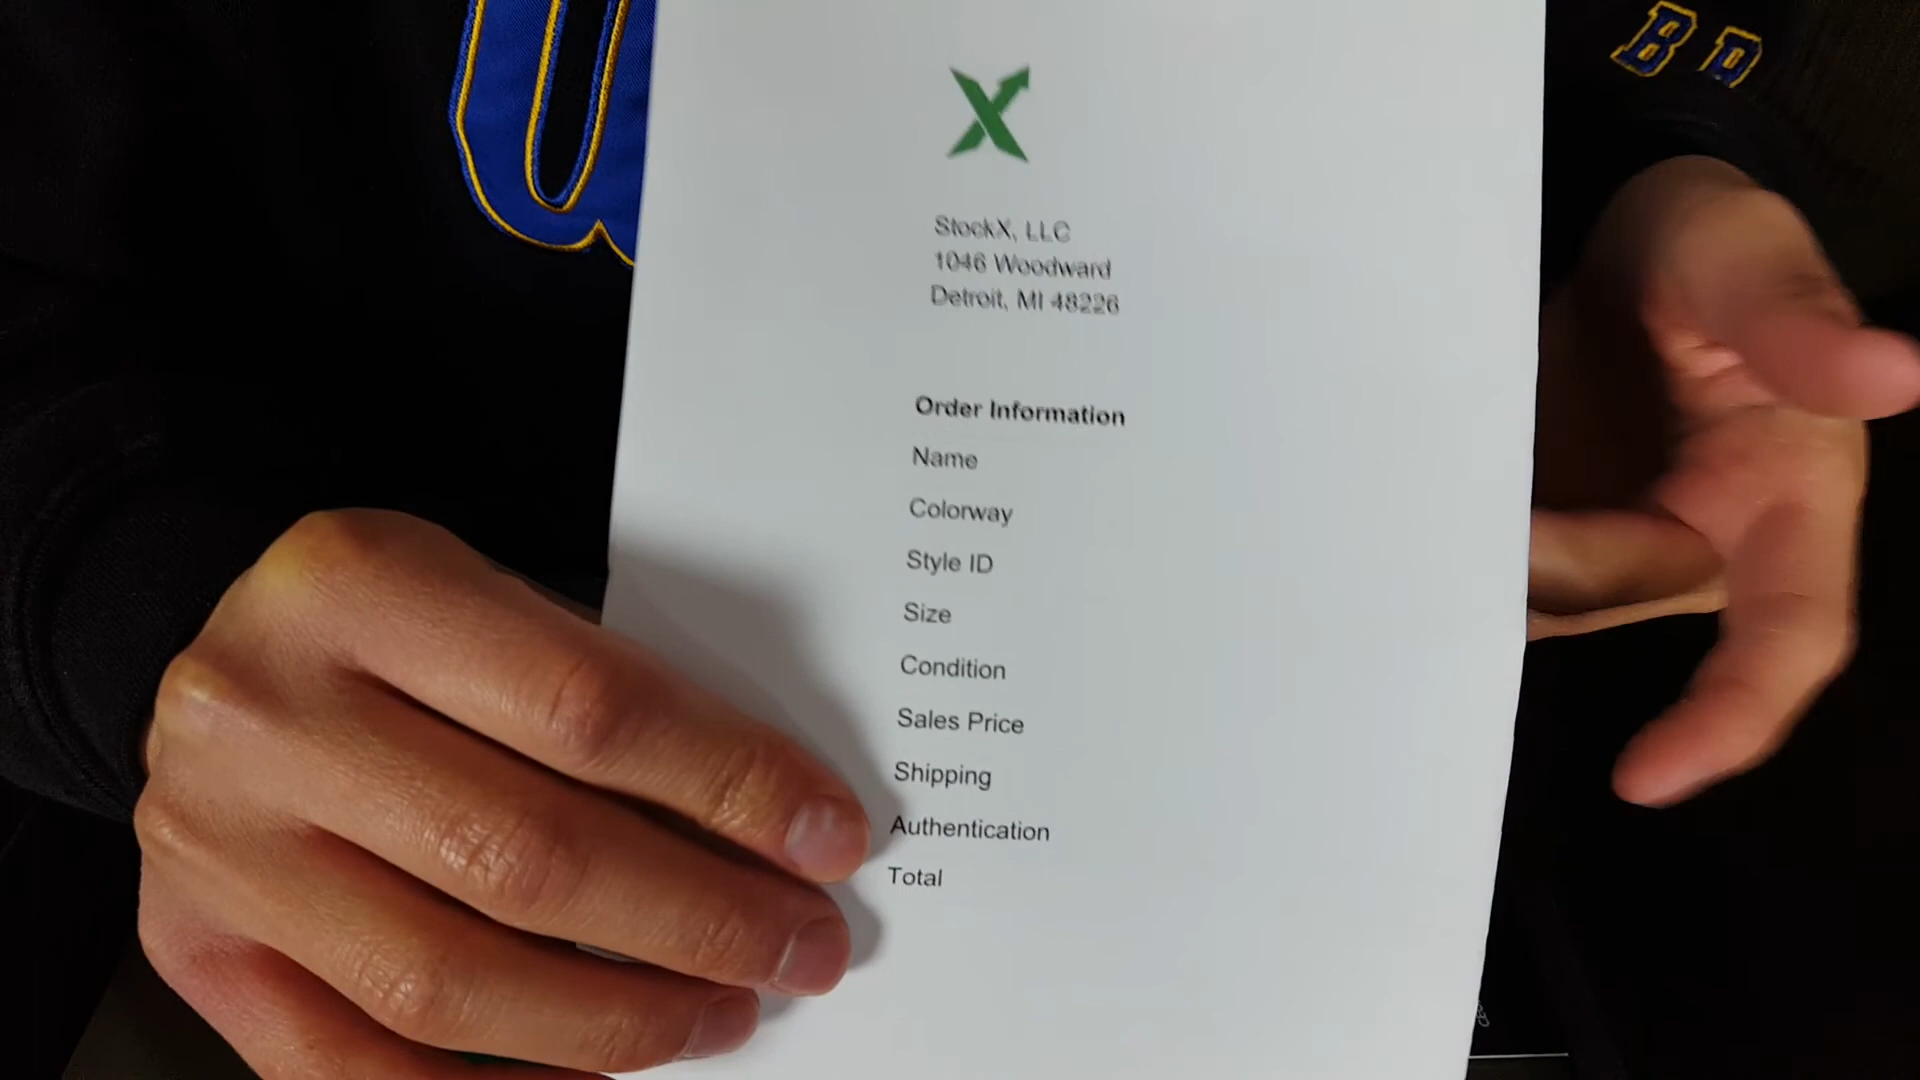 StockX, LLC
1046 Woodward
Detroit, MI 48226
Order Information
Name
Colorway
Style ID
Size
Condition
Sales Price
Shipping
Authentication
Total